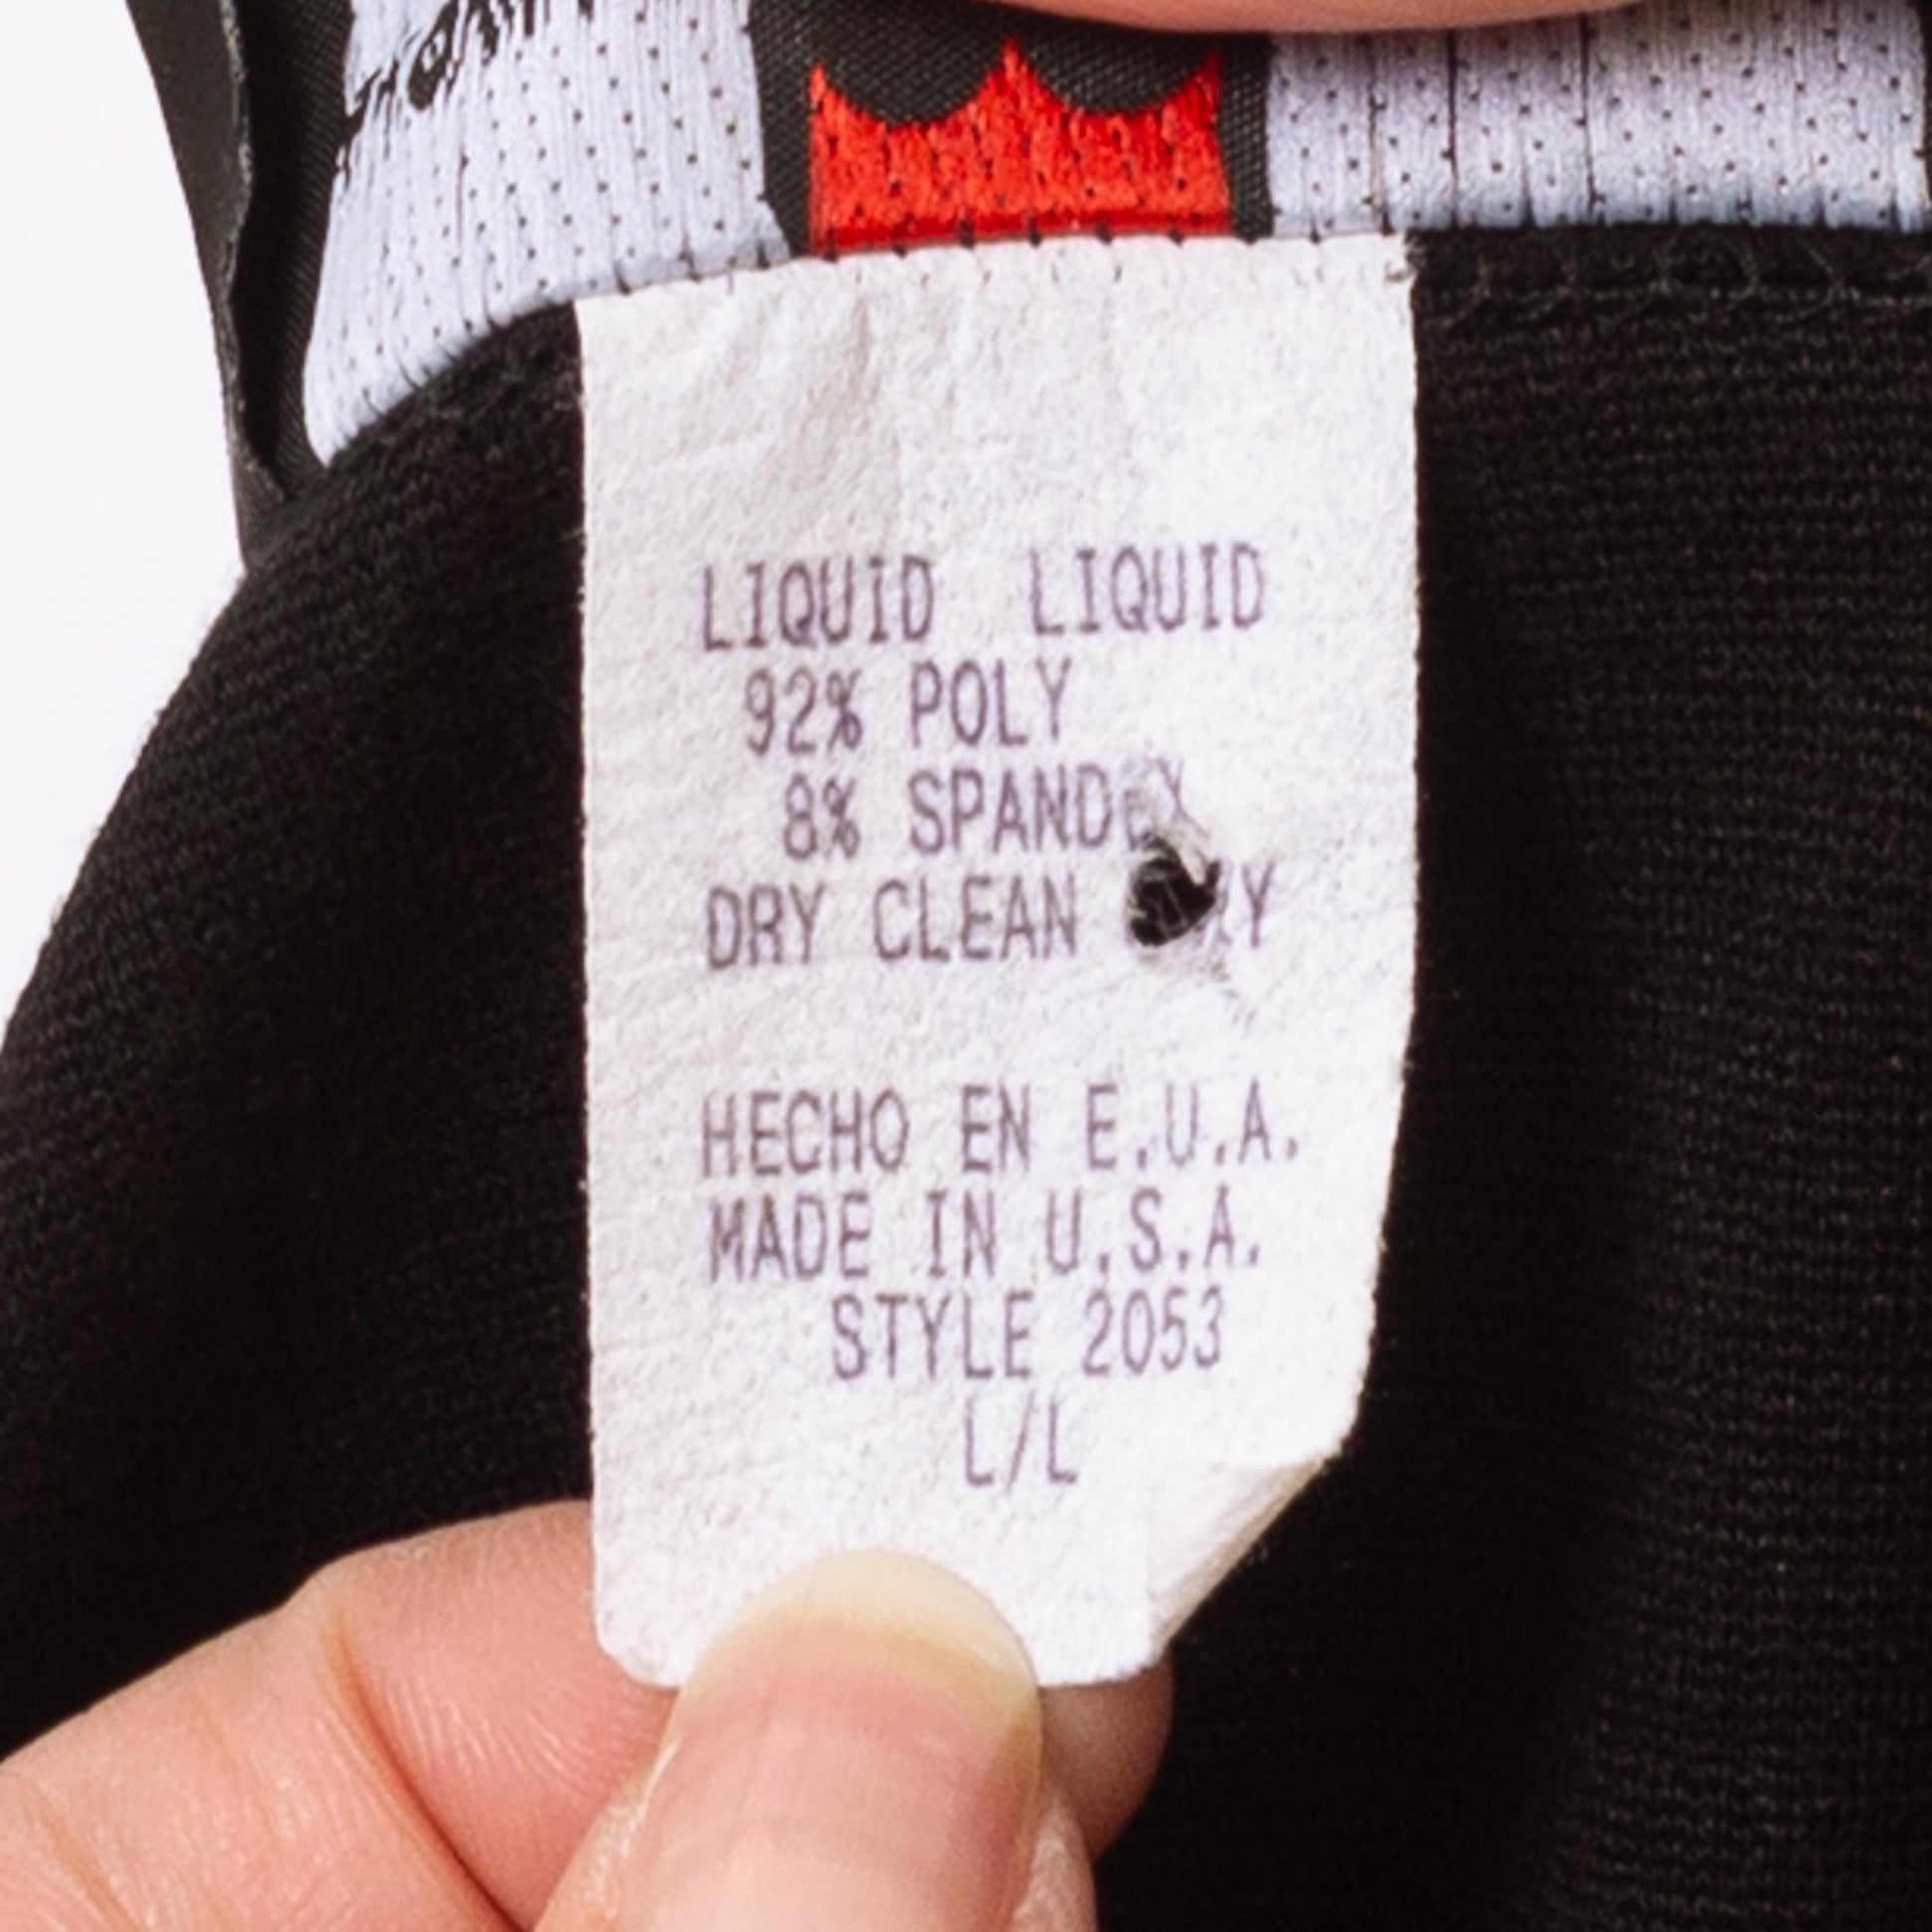 LIQUID LIQUID
92% POLY
8% SPANDEX
DRY CLEAN
HECHO EN E.U.A.
MADE IN U.S.A.
STYLE 2053
L/L